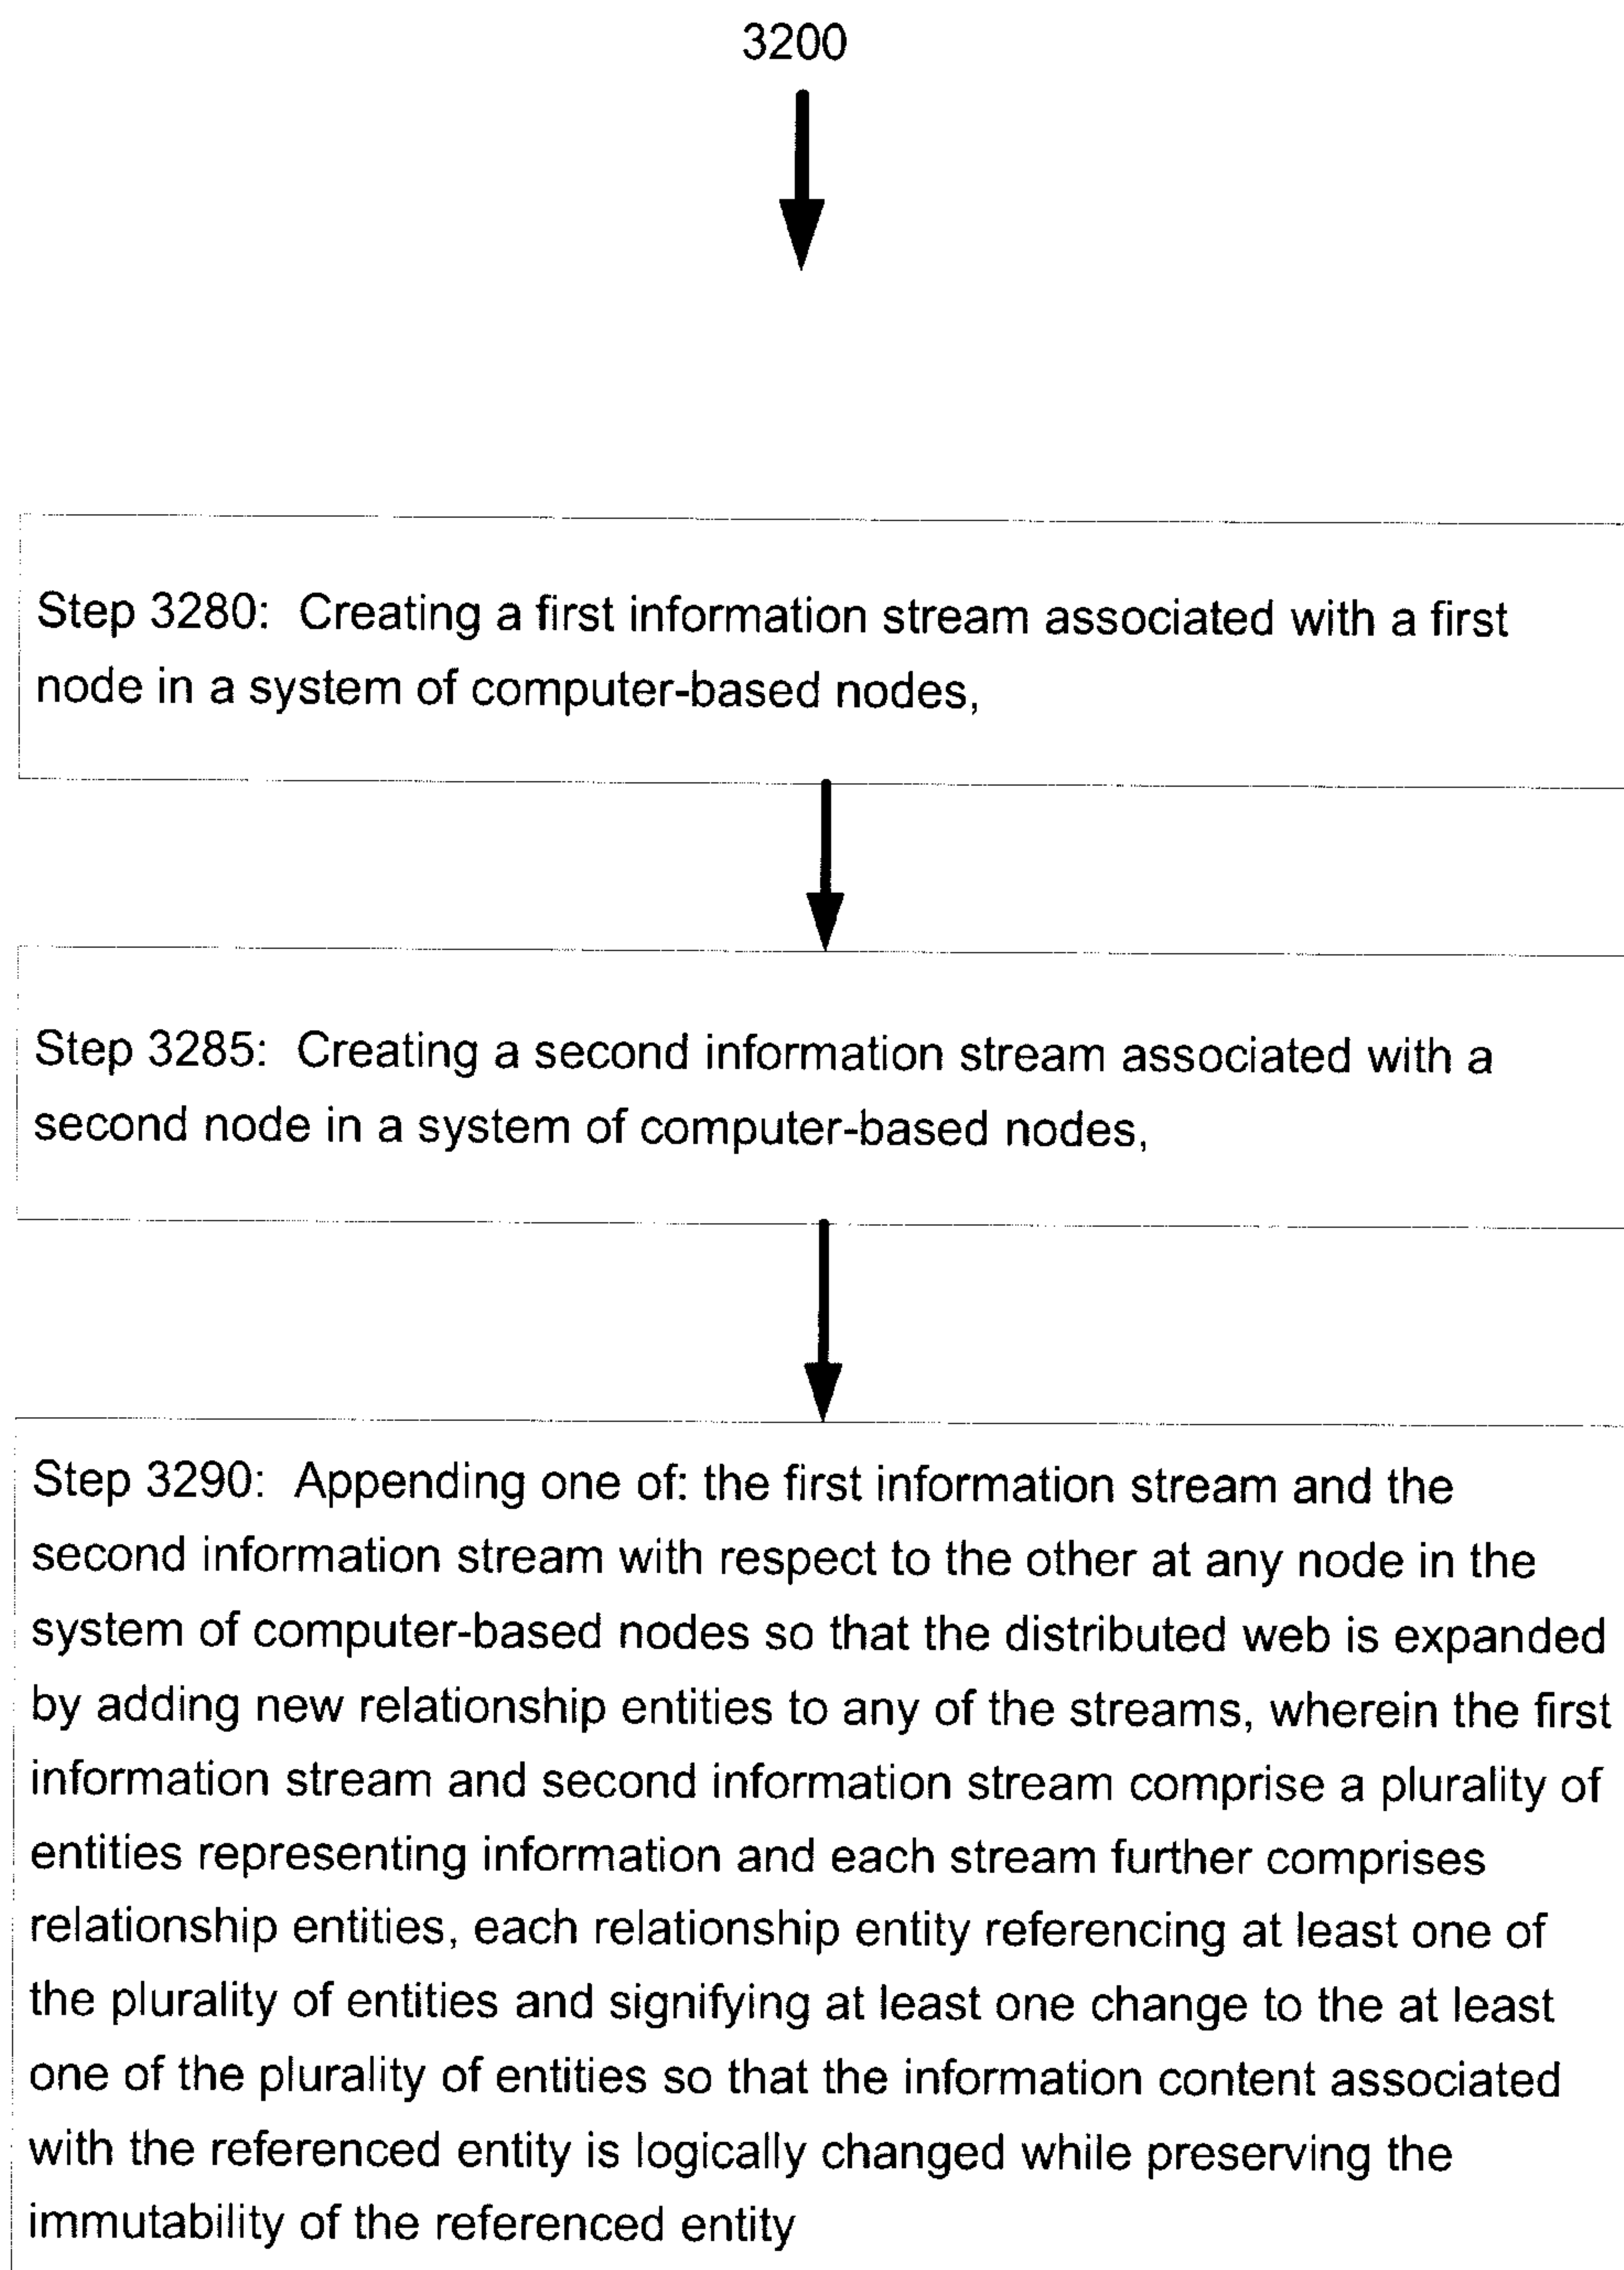 3200
Step 3280: Creating a first information stream associated with a first
node in a system of computer-based nodes,
Step 3285: Creating a second information stream associated with a
second node in a system of computer-based nodes,
Step 3290: Appending one of: the first information stream and the
second information stream with respect to the other at any node in the
system of computer-based nodes so that the distributed web is expanded
by adding new relationship entities to any of the streams, wherein the first
information stream and second information stream comprise a plurality of
entities representing information and each stream further comprises
relationship entities, each relationship entity referencing at least one of
the plurality of entities and signifying at least one change to the at least
one of the plurality of entities so that the information content associated
with the referenced entity is logically changed while preserving the
immutability of the referenced entity